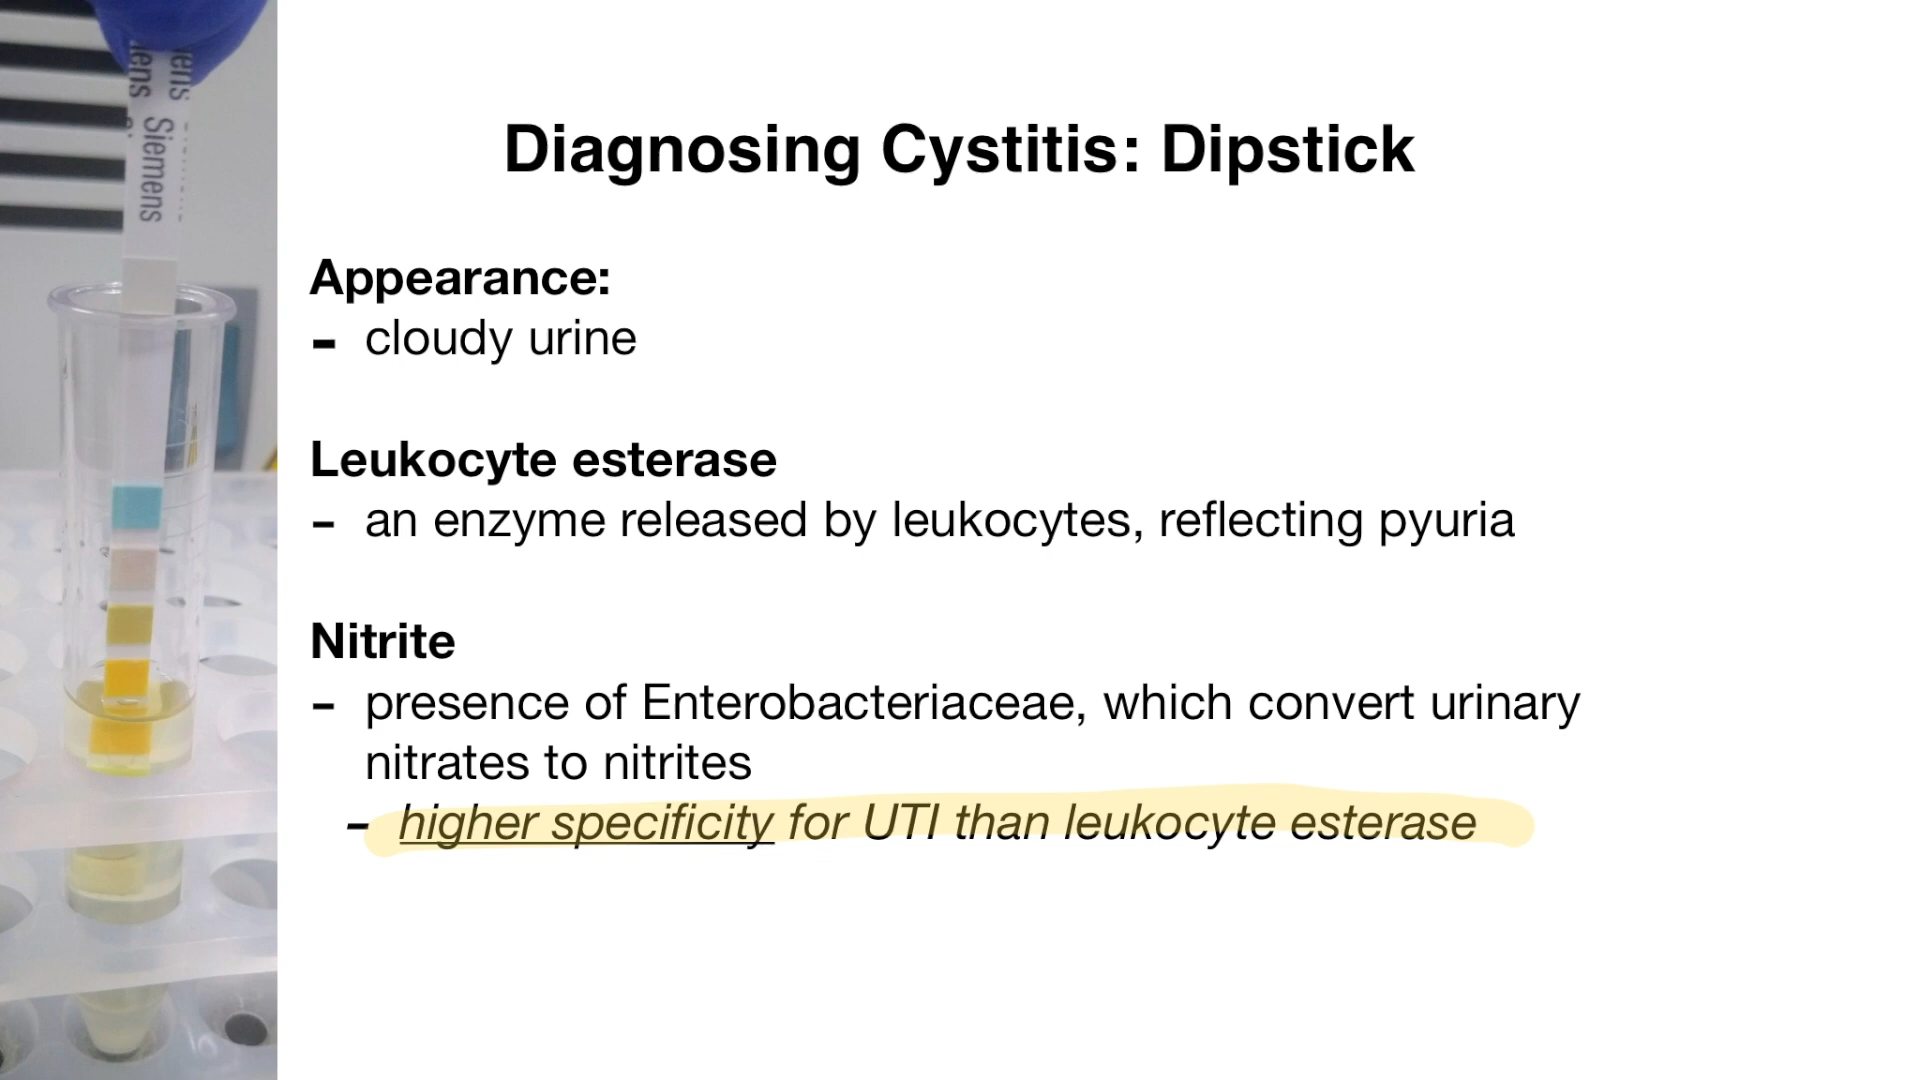 Siemens
Diagnosing Cystitis: Dipstick
Appearance:
- cloudy urine
Leukocyte esterase
- an enzyme released by leukocytes, reflecting pyuria
Nitrite
- presence of Enterobacteriaceae, which convert urinary
nitrates to nitrites
- higher specificity for UTI than leukocyte esterase